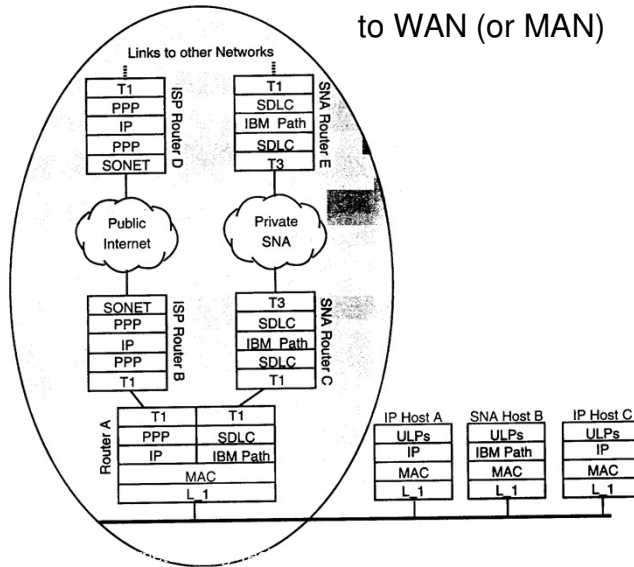 to WAN (or MAN)
Links to other Networks
T1
PPP
IP
PPP
SONET
ISP Router D
T1
SDLC
IBM Path
SDLC
T3
SNA Router E
Public
Internet
Private
SNA
SONET
PPP
IP
PPP
T1
ISP Router B
T3
SDLC
IBM Path
SDLC
T1
SNA Router C
Router A
T1 T1
PPP SDLC
IP IBM Path
MAC
L_1
IP Host A
ULPs
IP
MAC
L_1
SNA Host B
ULPs
IBM Path
MAC
L_1
IP Host C
ULPs
IP
MAC
L_1